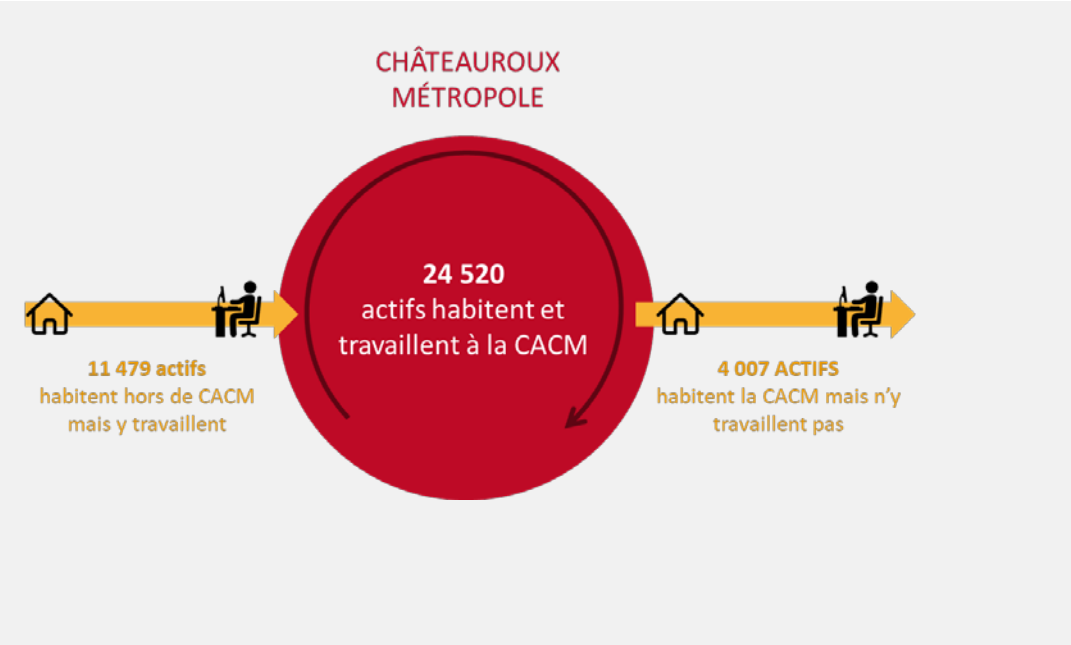 CHÂTEAUROUX
MÉTROPOLE
24 520
actifs habitent et
travaillent à la CACM
11 479 actifs
habitent hors de CACM
mais y travaillent
4 007 ACTIFS
habitent la CACM mais n'y
travaillent pas